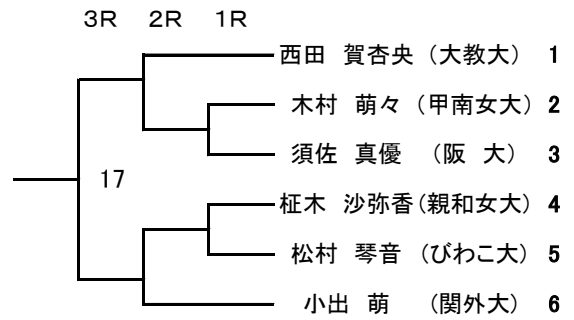 3R 2R 1R
西田 賀杏央 (大教大) 1
木村 萌々 (甲南女大) 2
須佐 真優 (阪 大) 3
17
柾木 沙弥香(親和女大) 4
松村 琴音 (びわこ大) 5
小出 萌 (関外大) 6